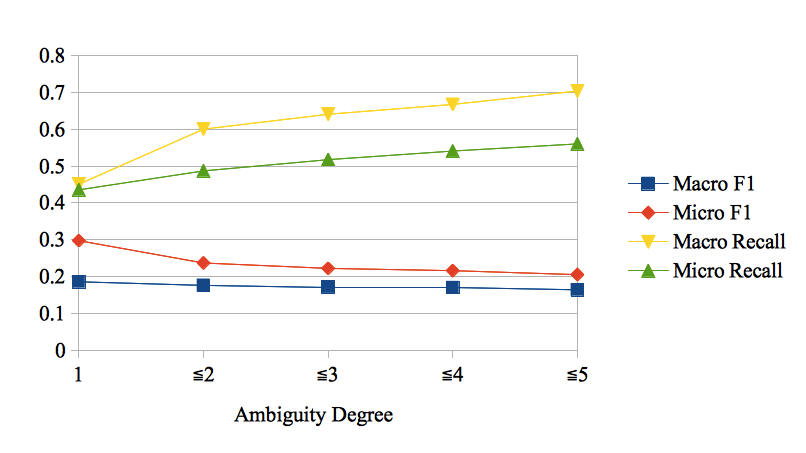 0.8
0.7
0.6
0.5
0.4
0.3
0.2
0.1
0
1 ≦2 ≦3 ≦4 ≦5
Ambiguity Degree
Macro F1
Micro F1
Macro Recall
Micro Recall